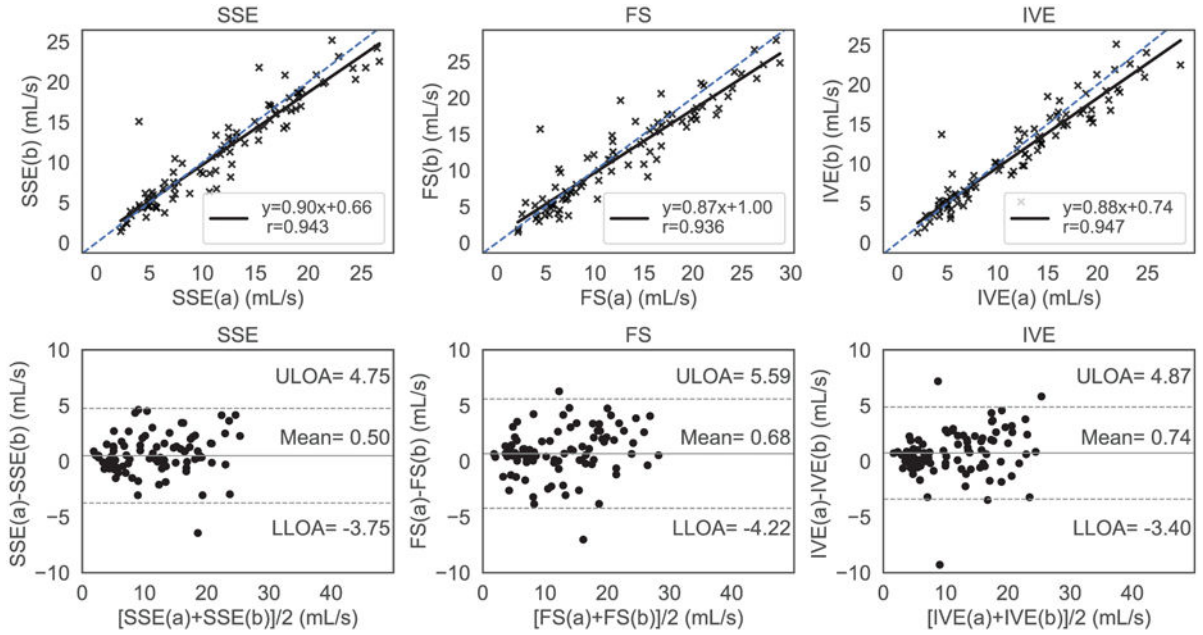 SSE
SSE(b) (mL/s)
25
20
15
10
5
0
y=0.90x+0.66
r=0.943
0 5 10 15 20 25
SSE(a) (mL/s)
FS
FS(b) (mL/s)
25
20
15
10
5
0
y=0.87x+1.00
r=0.936
0 5 10 15 20 25 30
FS(a) (mL/s)
IVE
IVE(b) (mL/s)
25
20
15
10
5
0
y=0.88x+0.74
r=0.947
0 5 10 15 20 25
IVE(a) (mL/s)
SSE
SSE(a)-SSE(b) (mL/s)
10
5
0
−5
−10
ULOA= 4.75
Mean= 0.50
LLOA= -3.75
0 10 20 30 40
[SSE(a)+SSE(b)]/2 (mL/s)
FS
FS(a)-FS(b) (mL/s)
10
5
0
−5
−10
ULOA= 5.59
Mean= 0.68
LLOA= -4.22
0 10 20 30 40
[FS(a)+FS(b)]/2 (mL/s)
IVE
IVE(a)-IVE(b) (mL/s)
10
5
0
−5
−10
ULOA= 4.87
Mean= 0.74
LLOA= -3.40
0 10 20 30 40
[IVE(a)+IVE(b)]/2 (mL/s)